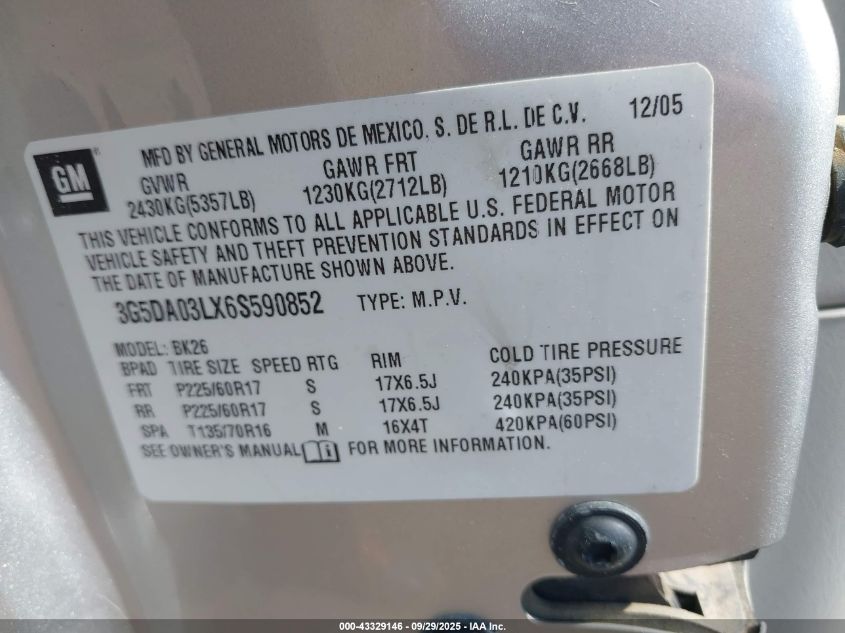 GM
MFD BY GENERAL MOTORS DE MEXICO, S. DE R.L. DE C.V. 12/05
GVWR GAWR FRT GAWR RR
2430KG(5357LB) 1230KG(2712LB) 1210KG(2668LB)
THIS VEHICLE CONFORMS TO ALL APPLICABLE U.S. FEDERAL MOTOR
VEHICLE SAFETY AND THEFT PREVENTION STANDARDS IN EFFECT ON
THE DATE OF MANUFACTURE SHOWN ABOVE.
3G5DA03LX6S590852 TYPE: M.P.V.
MODEL: BK26
BPAD TIRE SIZE SPEED RTG RIM COLD TIRE PRESSURE
FRT P225/60R17 S 17X6.5J 240KPA(35PSI)
RR P225/60R17 S 17X6.5J 240KPA(35PSI)
SPA T135/70R16 M 16X4T 420KPA(60PSI)
SEE OWNER'S MANUAL FOR MORE INFORMATION.
000-43329146 - 09/29/2025 - IAA Inc.